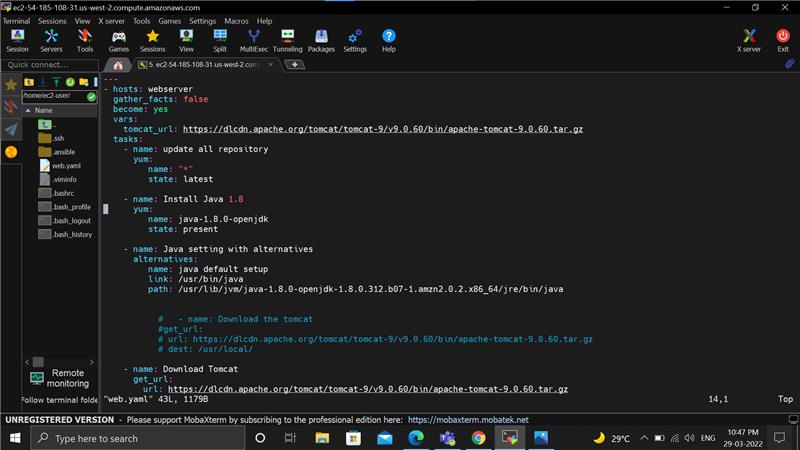 ec2-54-185-108-31.us-west-2.compute.amazonaws.com
Terminal Sessions View X server Tools Games Settings Macros Help
Session Servers Tools Games Sessions View Split MultiExec Tunneling Packages Settings Help X server Exit
Quick connect...
5. ec2-54-185-108-31.us-west-2.comp
/home/ec2-user/
Name
..
.ssh
.ansible
web.yaml
.viminfo
.bashrc
.bash_profile
.bash_logout
.bash_history
Remote
monitoring
Follow terminal folde
---
- hosts: webserver
gather_facts: false
become: yes
vars:
tomcat_url: https://dlcdn.apache.org/tomcat/tomcat-9/v9.0.60/bin/apache-tomcat-9.0.60.tar.gz
tasks:
- name: update all repository
yum:
name: "*"
state: latest
- name: Install Java 1.8
yum:
name: java-1.8.0-openjdk
state: present
- name: Java setting with alternatives
alternatives:
name: java default setup
link: /usr/bin/java
path: /usr/lib/jvm/java-1.8.0-openjdk-1.8.0.312.b07-1.amzn2.0.2.x86_64/jre/bin/java
# - name: Download the tomcat
#get_url:
# url: https://dlcdn.apache.org/tomcat/tomcat-9/v9.0.60/bin/apache-tomcat-9.0.60.tar.gz
# dest: /usr/local/
- name: Download Tomcat
get_url:
url: https://dlcdn.apache.org/tomcat/tomcat-9/v9.0.60/bin/apache-tomcat-9.0.60.tar.gz
"web.yaml" 43L, 1179B 14,1 Top
UNREGISTERED VERSION - Please support MobaXterm by subscribing to the professional edition here: https://mobaxterm.mobatek.net
Type here to search
29°C
ENG
10:47 PM
29-03-2022